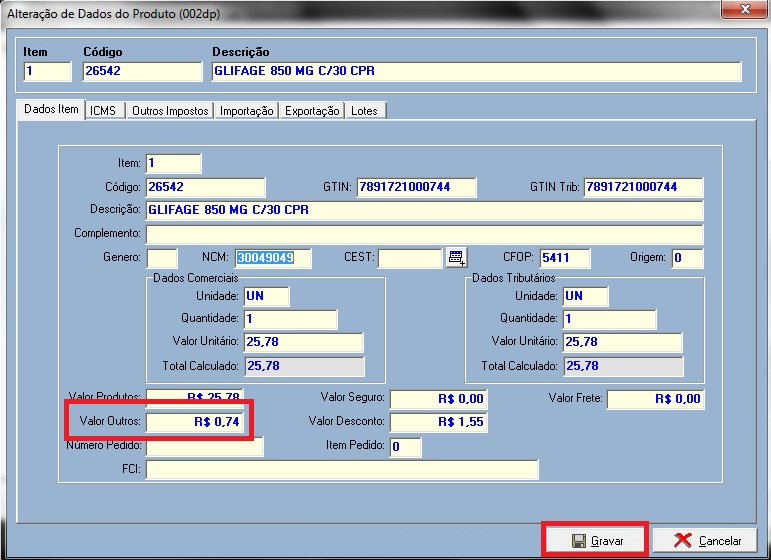 Alteração de Dados do Produto (002dp)
Item Código Descrição
1 26542 GLIFAGE 850 MG C/30 CPR
Dados Item ICMS Outros Impostos Importação Exportação Lotes
Item: 1
Código: 26542 GTIN: 7891721000744 GTIN Trib: 7891721000744
Descrição: GLIFAGE 850 MG C/30 CPR
Complemento:
Genero: NCM: 30049049 CEST: CFOP: 5411 Origem: 0
Dados Comerciais Dados Tributários
Unidade: UN Unidade: UN
Quantidade: 1 Quantidade: 1
Valor Unitário: 25,78 Valor Unitário: 25,78
Total Calculado: 25,78 Total Calculado: 25,78
Valor Produtos: R$ 25,78 Valor Seguro: R$ 0,00 Valor Frete: R$ 0,00
Valor Outros: R$ 0,74 Valor Desconto: R$ 1,55
Número Pedido: Item Pedido: 0
FCI:
Gravar Cancelar